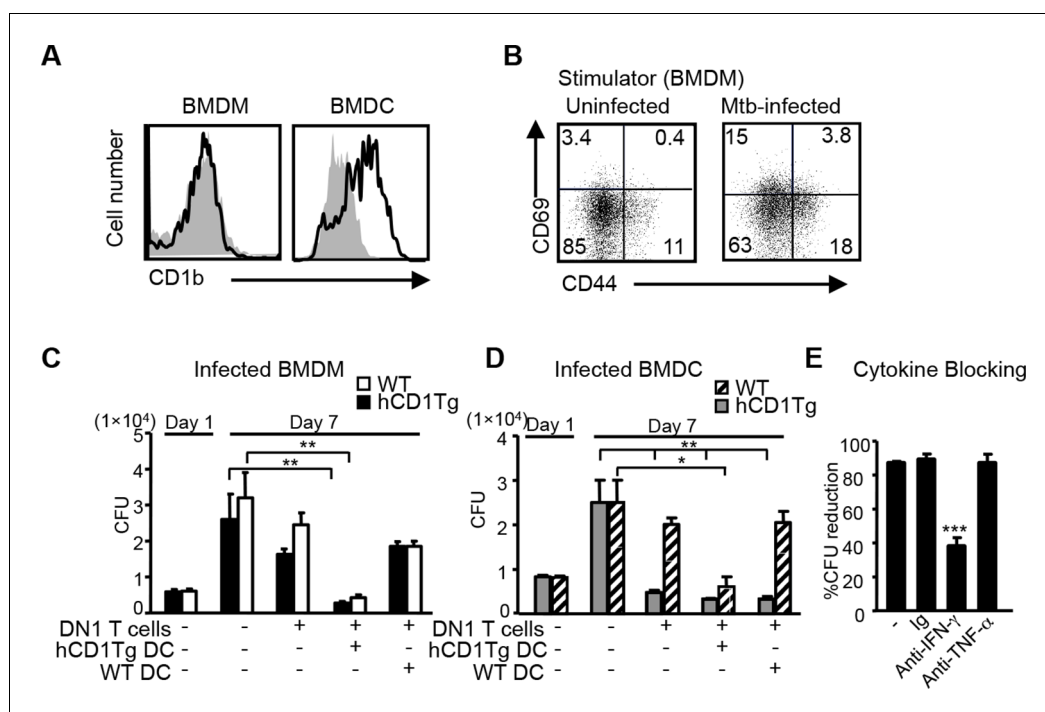 A
BMDM
BMDC
Cell number
CD1b
B
Stimulator (BMDM)
Uninfected
Mtb-infected
3.4
0.4
15
3.8
85
11
63
18
CD69
CD44
C
Infected BMDM
WT
hCD1Tg
(1×10⁴)
Day 1
Day 7
**
**
CFU
5
4
3
2
1
0
DN1 T cells - - + + +
hCD1Tg DC - - - + -
WT DC - - - - +
D
Infected BMDC
WT
hCD1Tg
(1×10⁴)
Day 1
Day 7
**
*
CFU
4
3
2
1
0
DN1 T cells - - + + +
hCD1Tg DC - - - + -
WT DC - - - - +
E
Cytokine Blocking
%CFU reduction
100
80
60
40
20
0
***
-
Ig
Anti-IFN-γ
Anti-TNF-α